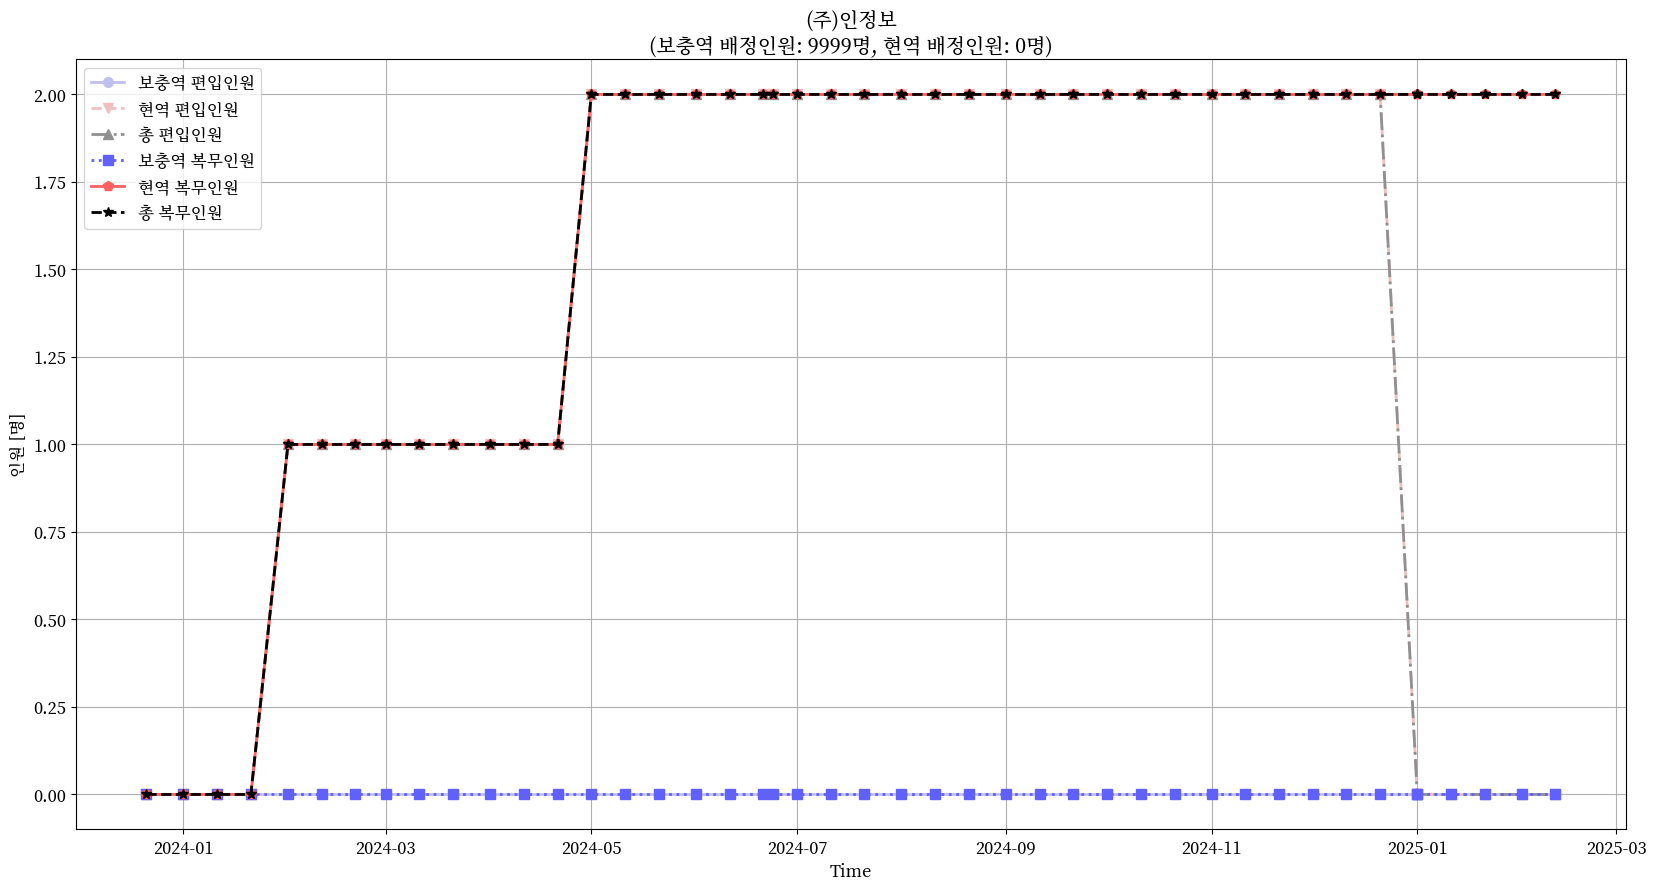 (주)인정보
(보충역 배정인원: 9999명, 현역 배정인원: 0명)
보충역 편입인원
현역 편입인원
총 편입인원
보충역 복무인원
현역 복무인원
총 복무인원
2.00
1.75
1.50
1.25
1.00
0.75
0.50
0.25
0.00
인원 [명]
2024-01
2024-03
2024-05
2024-07
2024-09
2024-11
2025-01
2025-03
Time